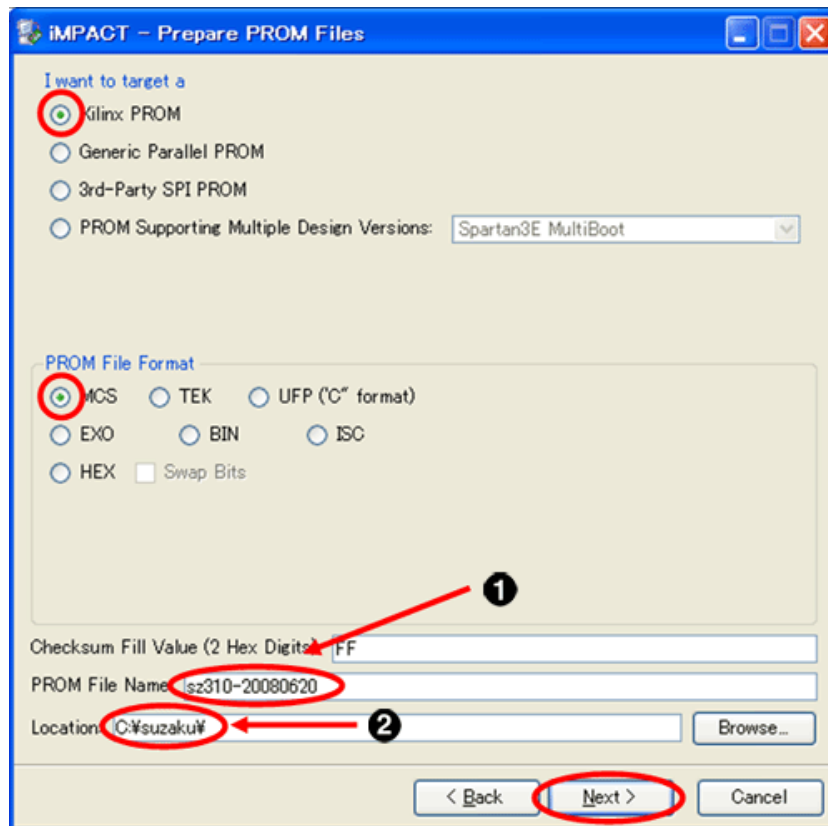 iMPACT - Prepare PROM Files
I want to target a
Xilinx PROM
Generic Parallel PROM
3rd-Party SPI PROM
PROM Supporting Multiple Design Versions: Spartan3E MultiBoot
PROM File Format
MCS TEK UFP ("C" format)
EXO BIN ISC
HEX Swap Bits
❶
Checksum Fill Value (2 Hex Digits) FF
PROM File Name: sz310-20080620
Location: C:¥suzaku¥ ❷ Browse...
< Back Next > Cancel